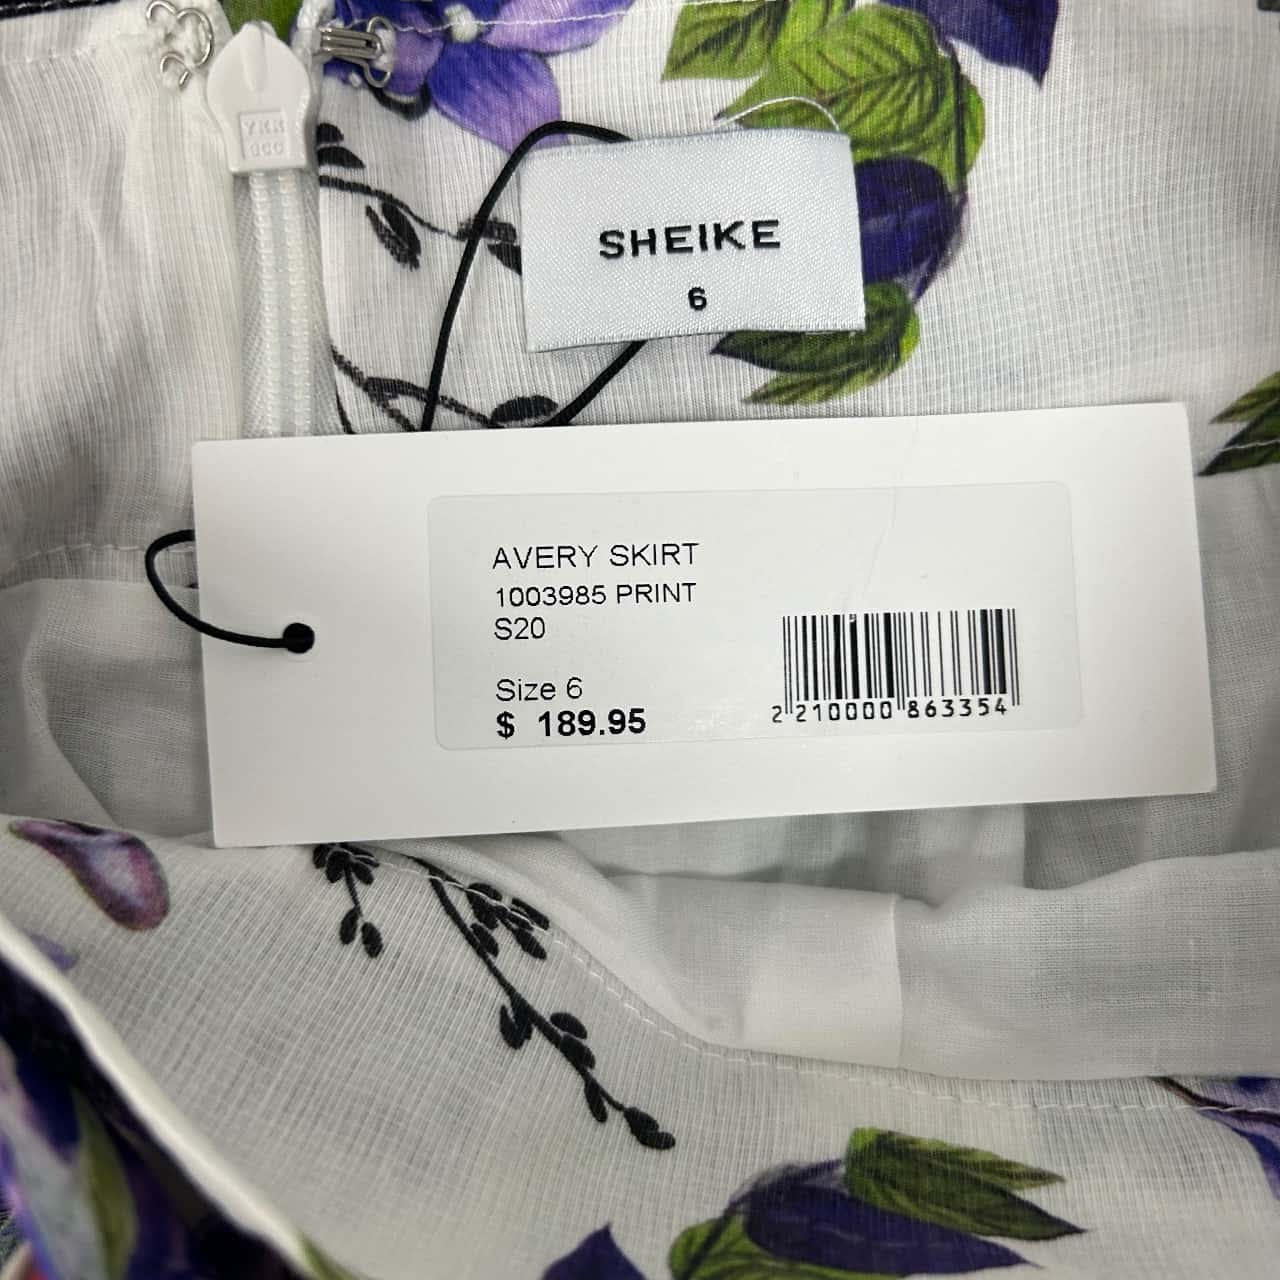 SHEIKE
6
AVERY SKIRT
1003985 PRINT
S20
Size 6
$ 189.95
2 210000 863354